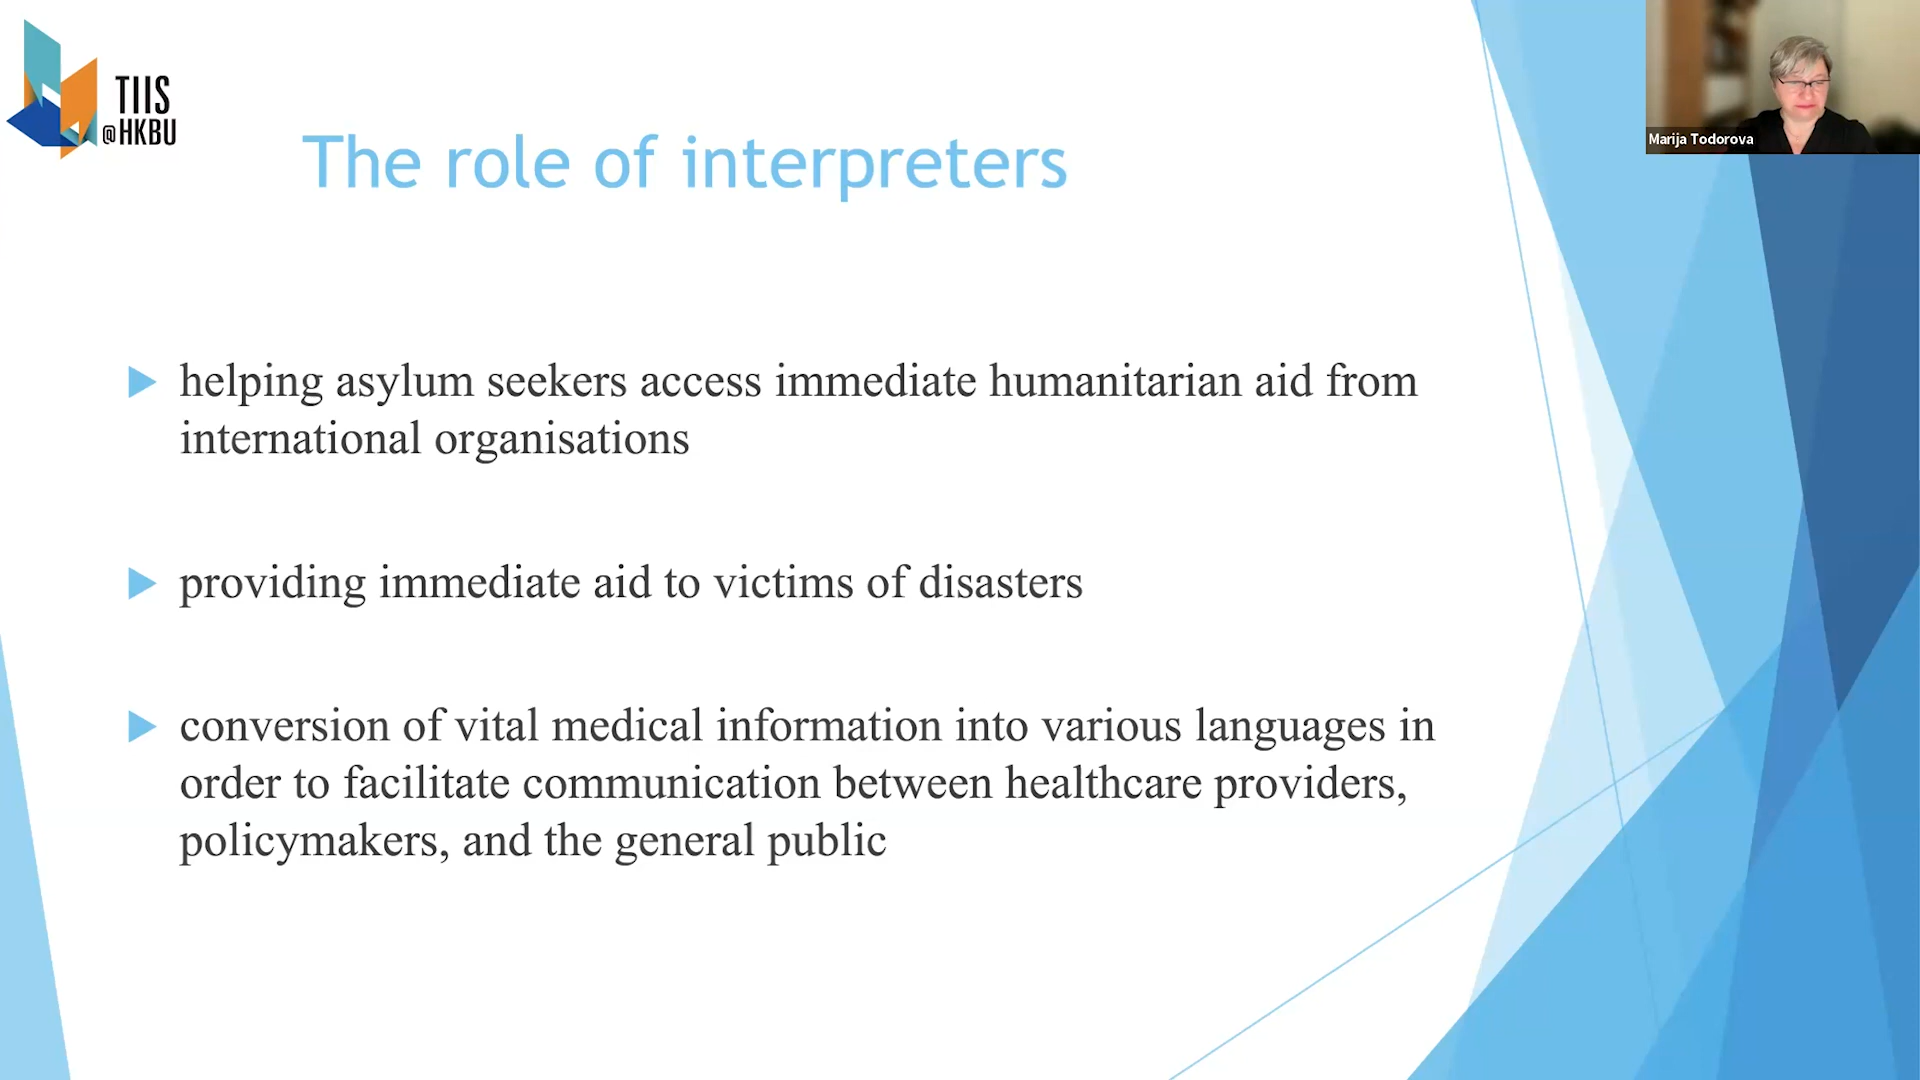 TIIS
@HKBU
Marija Todorova
The role of interpreters
helping asylum seekers access immediate humanitarian aid from
international organisations
providing immediate aid to victims of disasters
conversion of vital medical information into various languages in
order to facilitate communication between healthcare providers,
policymakers, and the general public